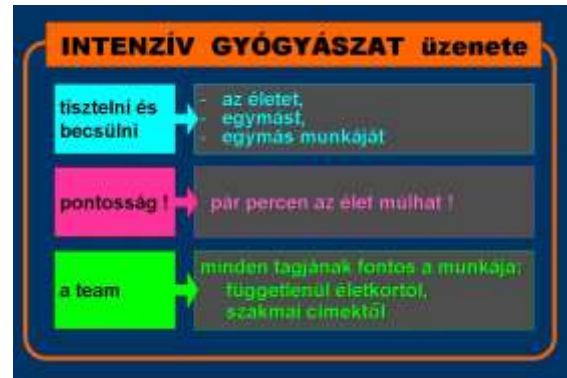 INTENZÍV GYÓGYÁSZAT üzenete
tisztelni és
becsülni
- az életet,
- egymást,
- egymás munkáját
pontosság !
pár percen az élet múlhat !
a team
minden tagjának fontos a munkája;
függetlenül életkortól,
szakmai címektől